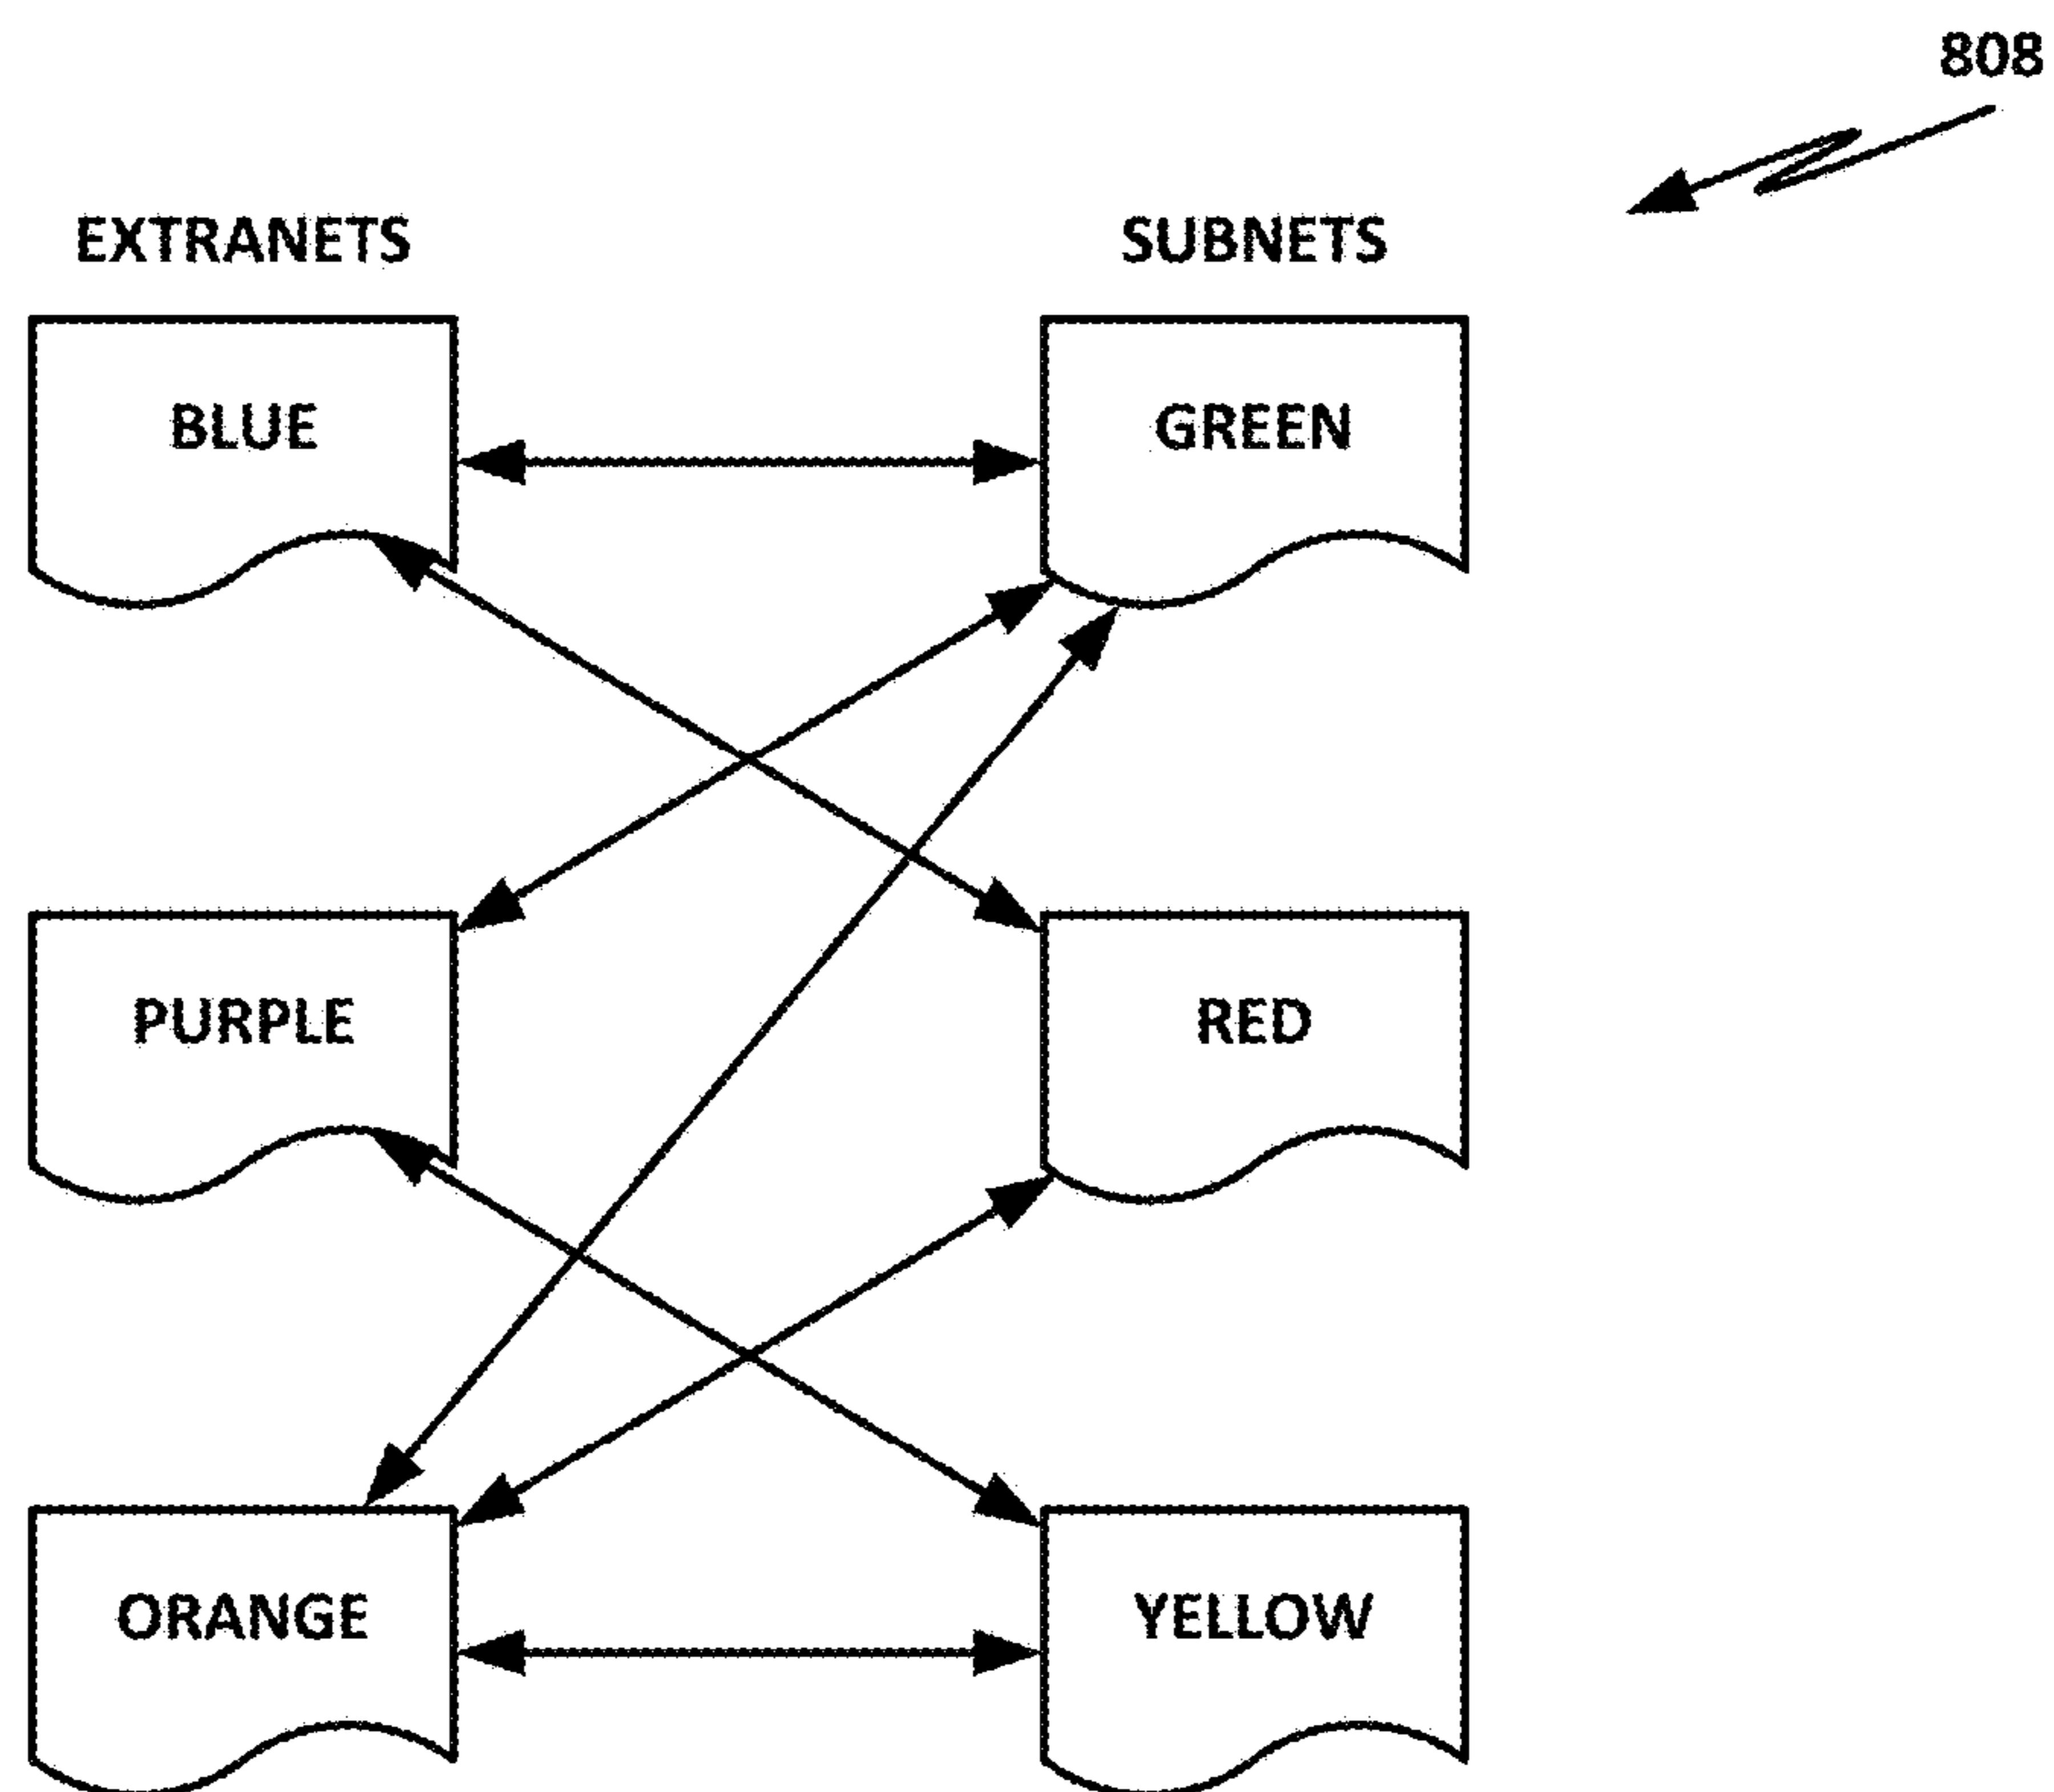 808
EXTRANETS
SUBNETS
BLUE
GREEN
PURPLE
RED
ORANGE
YELLOW